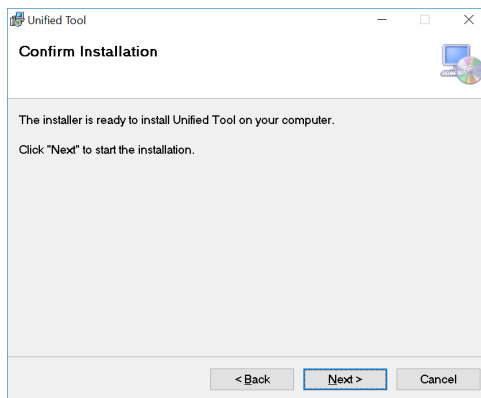 Unified Tool
Confirm Installation
The installer is ready to install Unified Tool on your computer.
Click "Next" to start the installation.
< Back
Next >
Cancel